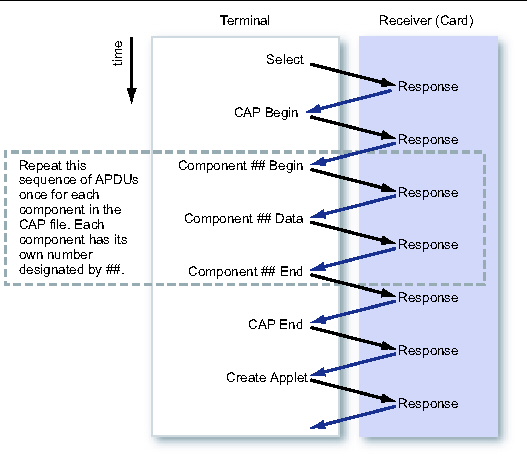 Terminal
Receiver (Card)
time
Select
Response
CAP Begin
Response
Repeat this
sequence of APDUs
once for each
component in the
CAP file. Each
component has its
own number
designated by ##.
Component ## Begin
Response
Component ## Data
Response
Component ## End
Response
CAP End
Response
Create Applet
Response